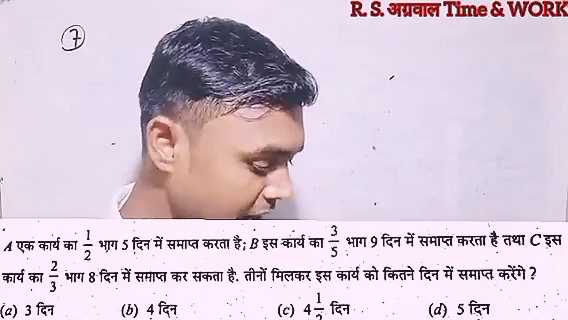 R. S. अग्रवाल Time & WORK
7
A एक कार्य का 1/2 भाग 5 दिन में समाप्त करता है; B इस कार्य का 3/5 भाग 9 दिन में समाप्त करता है तथा C इस
कार्य का 2/3 भाग 8 दिन में समाप्त कर सकता है. तीनों मिलकर इस कार्य को कितने दिन में समाप्त करेंगे ?
(a) 3 दिन (b) 4 दिन (c) 4 1/2 दिन (d) 5 दिन